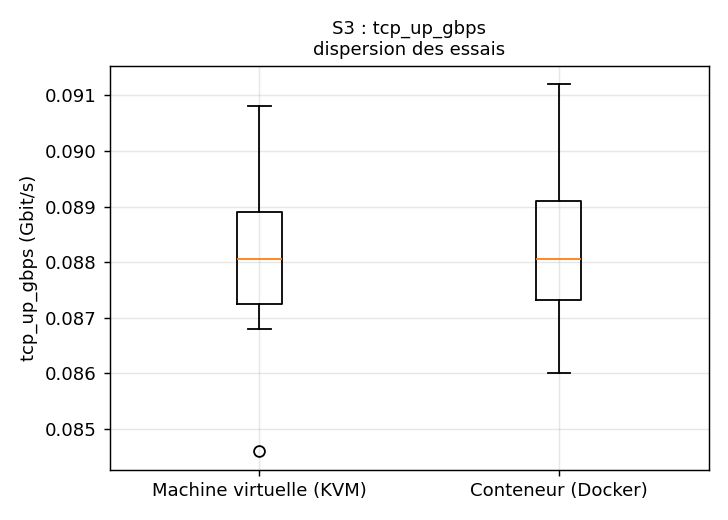 S3 : tcp_up_gbps
dispersion des essais
tcp_up_gbps (Gbit/s)
0.091
0.090
0.089
0.088
0.087
0.086
0.085
Machine virtuelle (KVM)
Conteneur (Docker)